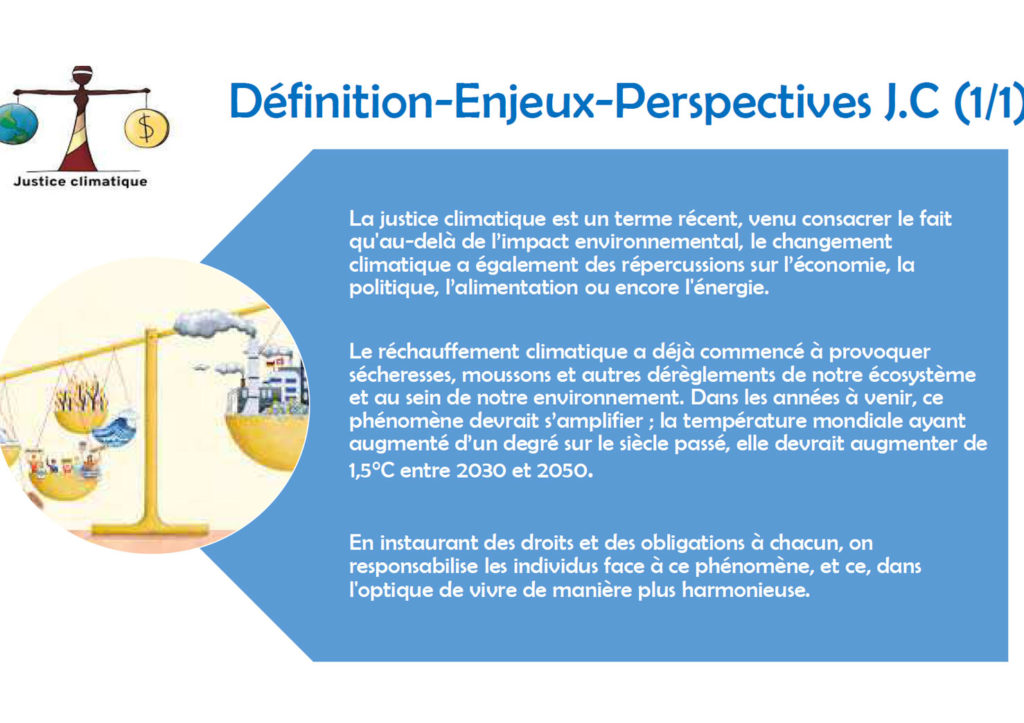 Définition-Enjeux-Perspectives J.C (1/1)
$
Justice climatique
La justice climatique est un terme récent, venu consacrer le fait
qu'au-delà de l’impact environnemental, le changement
climatique a également des répercussions sur l’économie, la
politique, l’alimentation ou encore l'énergie.
Le réchauffement climatique a déjà commencé à provoquer
sécheresses, moussons et autres dérèglements de notre écosystème
et au sein de notre environnement. Dans les années à venir, ce
phénomène devrait s’amplifier ; la température mondiale ayant
augmenté d’un degré sur le siècle passé, elle devrait augmenter de
1,5°C entre 2030 et 2050.
En instaurant des droits et des obligations à chacun, on
responsabilise les individus face à ce phénomène, et ce, dans
l'optique de vivre de manière plus harmonieuse.